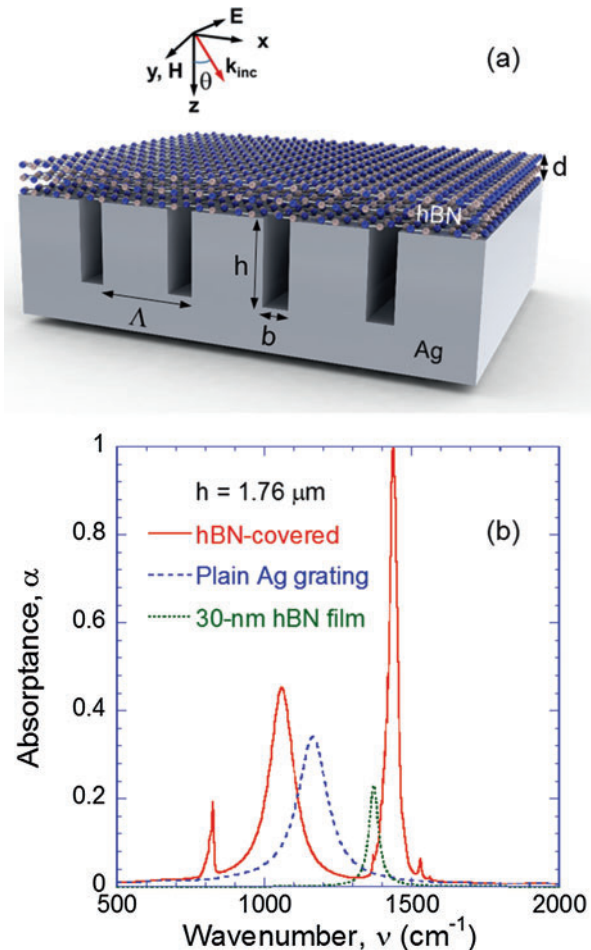 E
x
y, H
θ
k_inc
z
(a)
d
hBN
h
Λ
b
Ag
1
h = 1.76 μm
(b)
hBN-covered
0.8
Plain Ag grating
30-nm hBN film
0.6
0.4
0.2
0
Absorptance, α
500
1000
1500
2000
Wavenumber, ν (cm⁻¹)